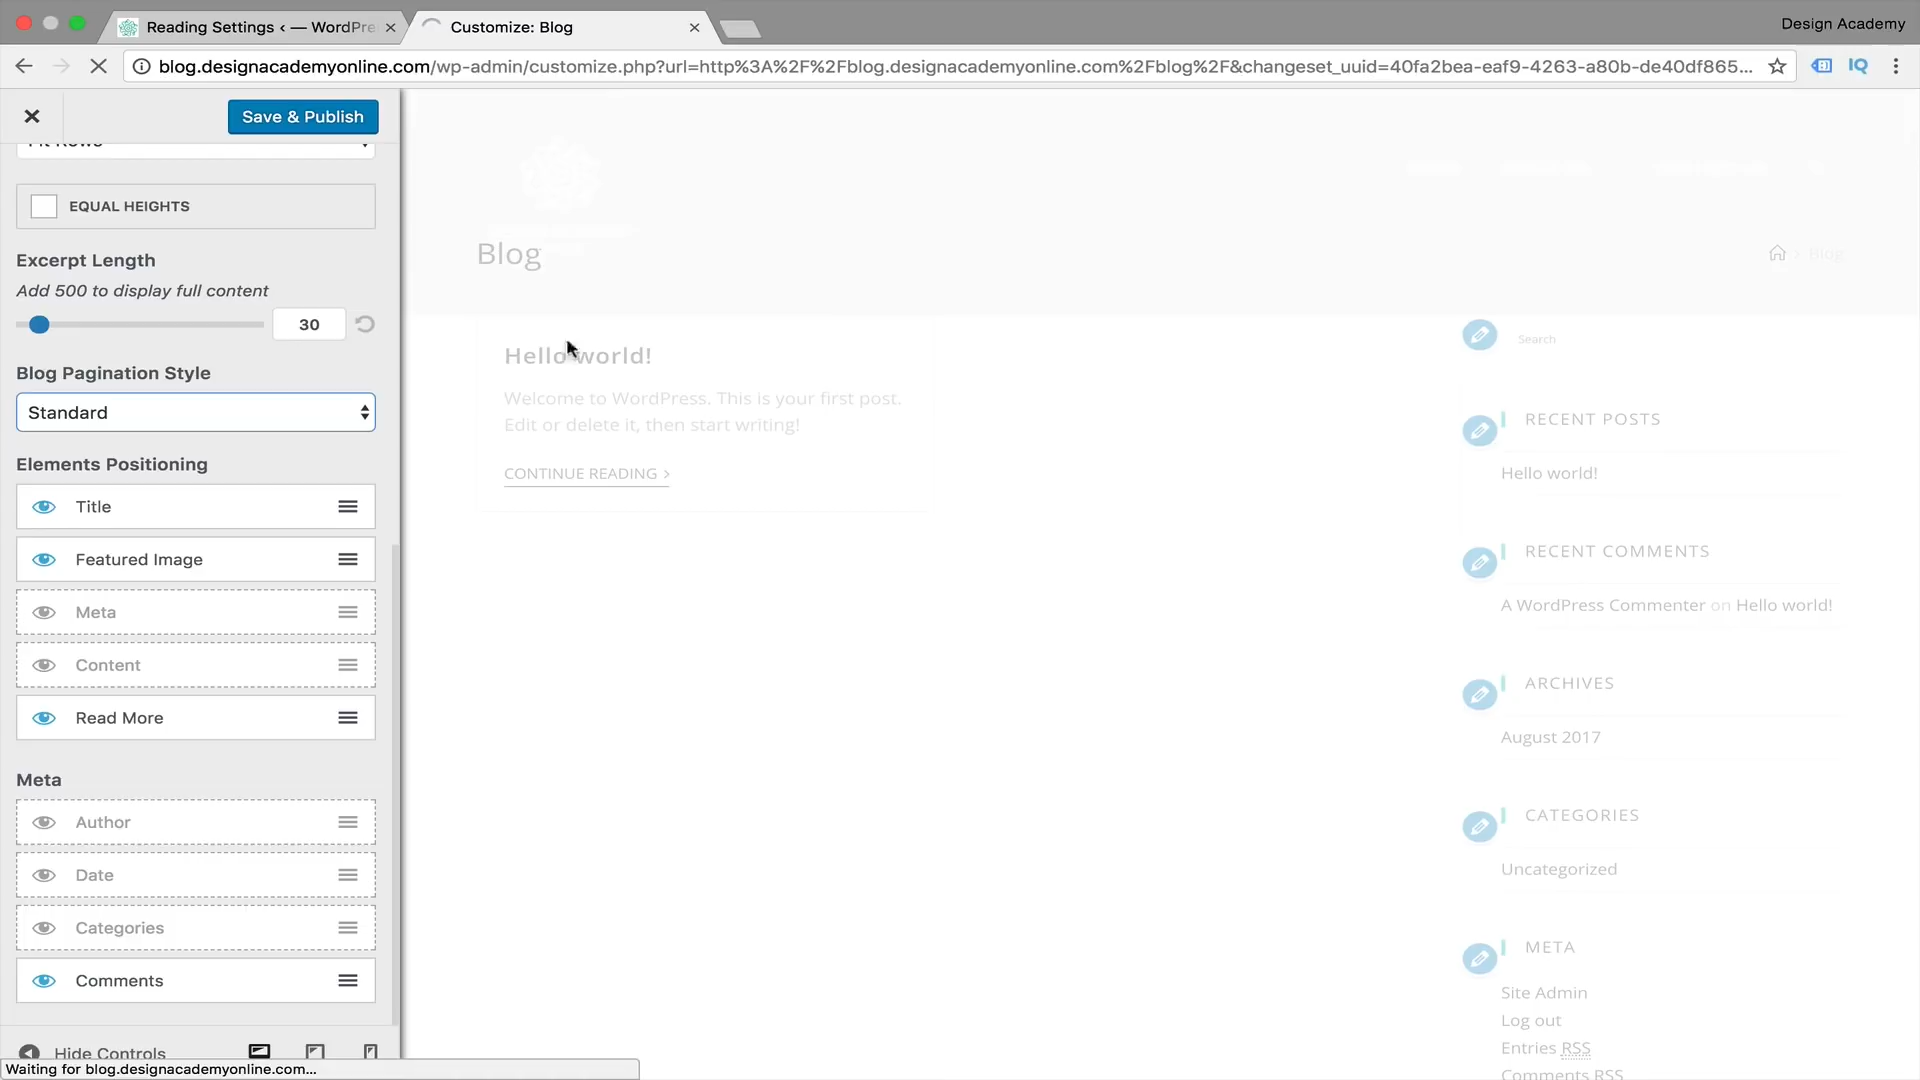 Reading Settings ‹ — WordPre
Customize: Blog
Design Academy
blog.designacademyonline.com/wp-admin/customize.php?url=http%3A%2F%2Fblog.designacademyonline.com%2Fblog%2F&changeset_uuid=40fa2bea-eaf9-4263-a80b-de40df865...
IQ
Save & Publish
Fit Rows
EQUAL HEIGHTS
Excerpt Length
Add 500 to display full content
30
Blog Pagination Style
Standard
Elements Positioning
Title
Featured Image
Meta
Content
Read More
Meta
Author
Date
Categories
Comments
Hide Controls
Waiting for blog.designacademyonline.com...
Blog
Blog
Hello world!
Welcome to WordPress. This is your first post.
Edit or delete it, then start writing!
CONTINUE READING >
Search
RECENT POSTS
Hello world!
RECENT COMMENTS
A WordPress Commenter on Hello world!
ARCHIVES
August 2017
CATEGORIES
Uncategorized
META
Site Admin
Log out
Entries RSS
Comments RSS